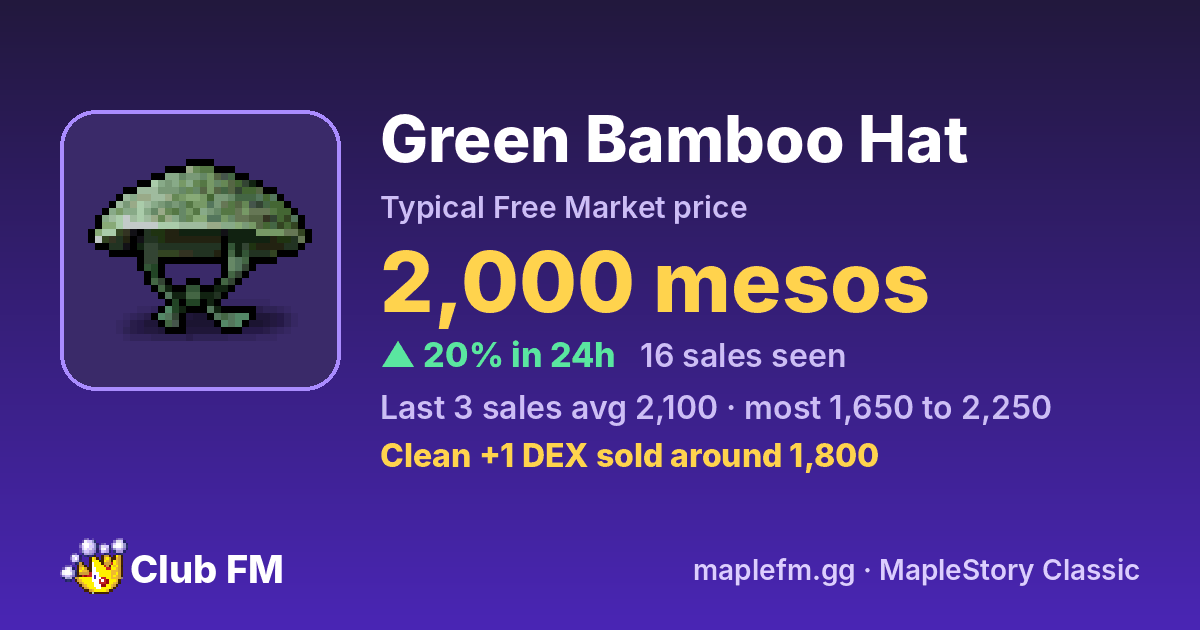 Green Bamboo Hat
Typical Free Market price
2,000 mesos
▲ 20% in 24h 16 sales seen
Last 3 sales avg 2,100 · most 1,650 to 2,250
Clean +1 DEX sold around 1,800
Club FM
maplefm.gg · MapleStory Classic